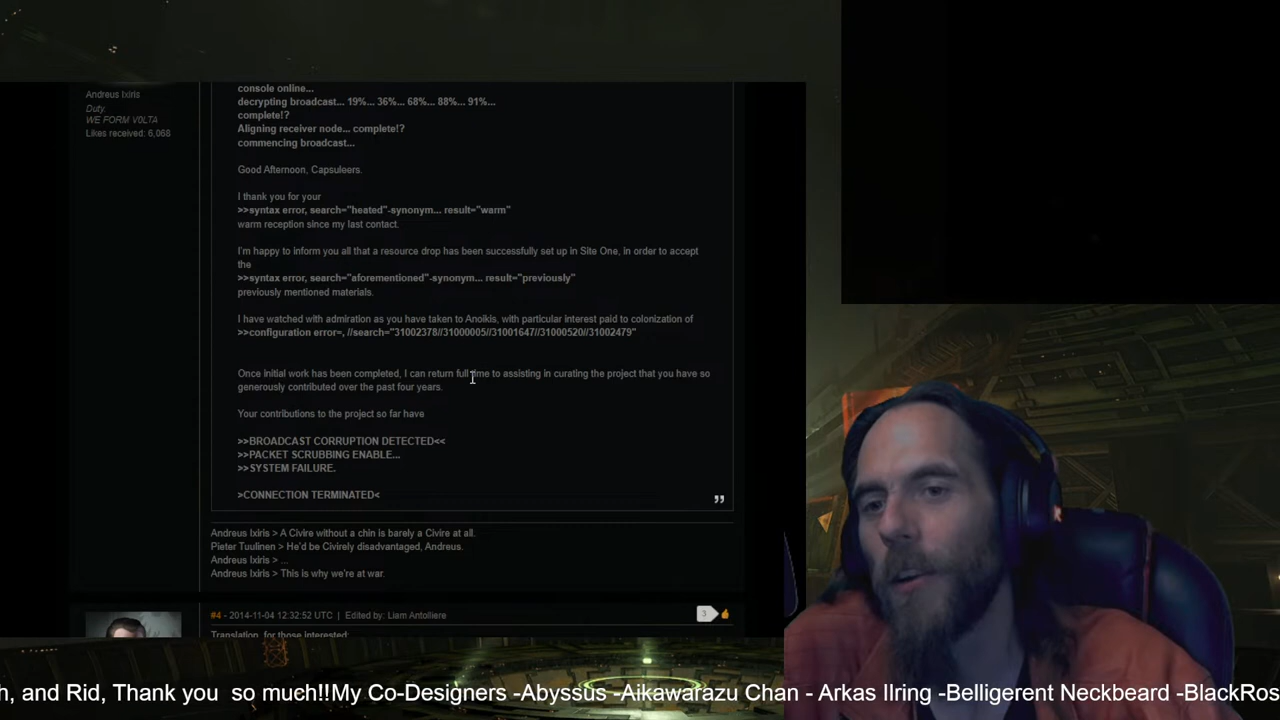 Andreus Ixiris
Duty.
WE FORM V0LTA
Likes received: 6,068
console online...
decrypting broadcast... 19%... 36%... 68%... 88%... 91%...
complete!?
Aligning receiver node... complete!?
commencing broadcast...
Good Afternoon, Capsuleers.
I thank you for your
>>syntax error, search="heated"-synonym... result="warm"
warm reception since my last contact.
I'm happy to inform you all that a resource drop has been successfully set up in Site One, in order to accept
the
>>syntax error, search="aforementioned"-synonym... result="previously"
previously mentioned materials.
I have watched with admiration as you have taken to Anoikis, with particular interest paid to colonization of
>>configuration error=, //search="31002378//31000005//31001647//31000520//31002479"
Once initial work has been completed, I can return full time to assisting in curating the project that you have so
generously contributed over the past four years.
Your contributions to the project so far have
>>BROADCAST CORRUPTION DETECTED<<
>>PACKET SCRUBBING ENABLE...
>>SYSTEM FAILURE.
>CONNECTION TERMINATED<
Andreus Ixiris > A Civire without a chin is barely a Civire at all.
Pieter Tuulinen > He'd be Civirely disadvantaged, Andreus.
Andreus Ixiris > ...
Andreus Ixiris > This is why we're at war.
#4 - 2014-11-04 12:32:52 UTC | Edited by: Liam Antolliere
3
Translation, for those interested:
h, and Rid, Thank you so much!!My Co-Designers -Abyssus -Aikawarazu Chan - Arkas Ilring -Belligerent Neckbeard -BlackRos